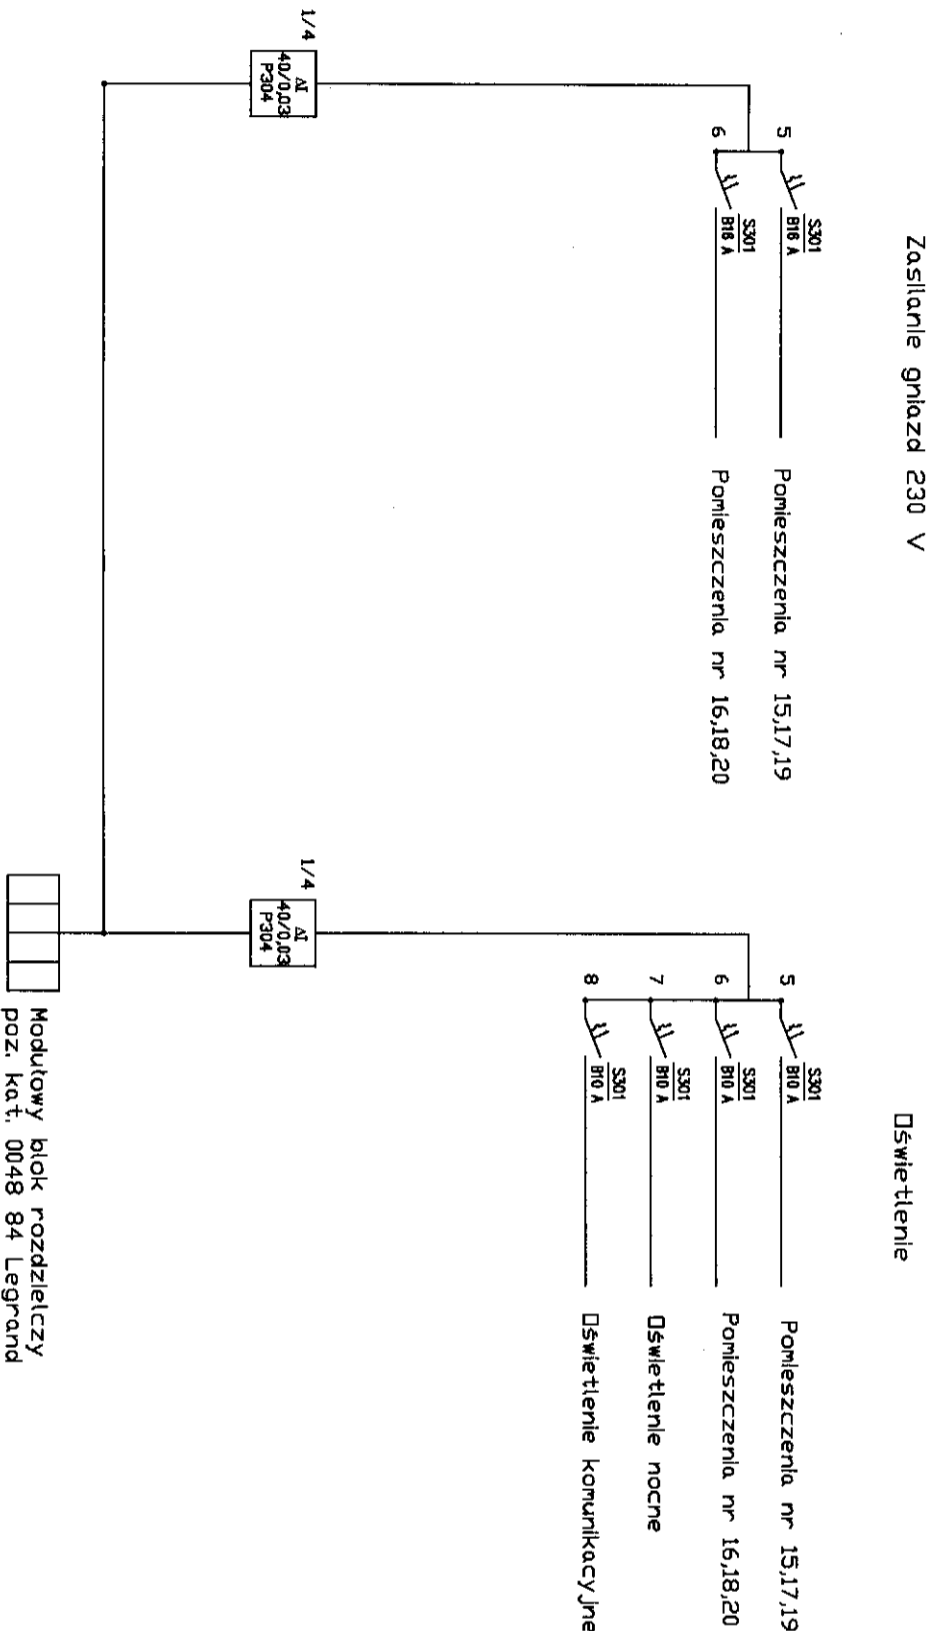 Zasilanie gniazd 230 V
5
S301
B16 A
Pomieszczenia nr 15,17,19
6
S301
B16 A
Pomieszczenia nr 16,18,20
1/4
ΔI
40/0,03
P304
Oświetlenie
5
S301
B10 A
Pomieszczenia nr 15,17,19
6
S301
B10 A
Pomieszczenia nr 16,18,20
7
S301
B10 A
Oświetlenie nocne
8
S301
B10 A
Oświetlenie komunikacyjne
1/4
ΔI
40/0,03
P304
Modułowy blok rozdzielczy
poz. kat. 0048 84 Legrand